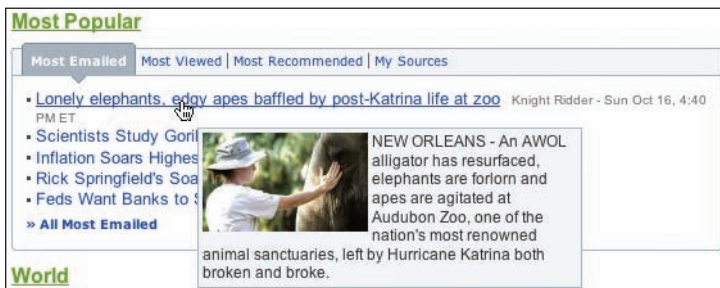 Most Popular
Most Emailed Most Viewed | Most Recommended | My Sources
Lonely elephants, edgy apes baffled by post-Katrina life at zoo Knight Ridder - Sun Oct 16, 4:40
PM ET
Scientists Study
Inflation Soars
Rick Springfield's
Feds Want Banks to
» All Most Emailed
NEW ORLEANS - An AWOL
alligator has resurfaced,
elephants are forlorn and
apes are agitated at
Audubon Zoo, one of the
nation's most renowned
animal sanctuaries, left by Hurricane Katrina both
broken and broke.
World